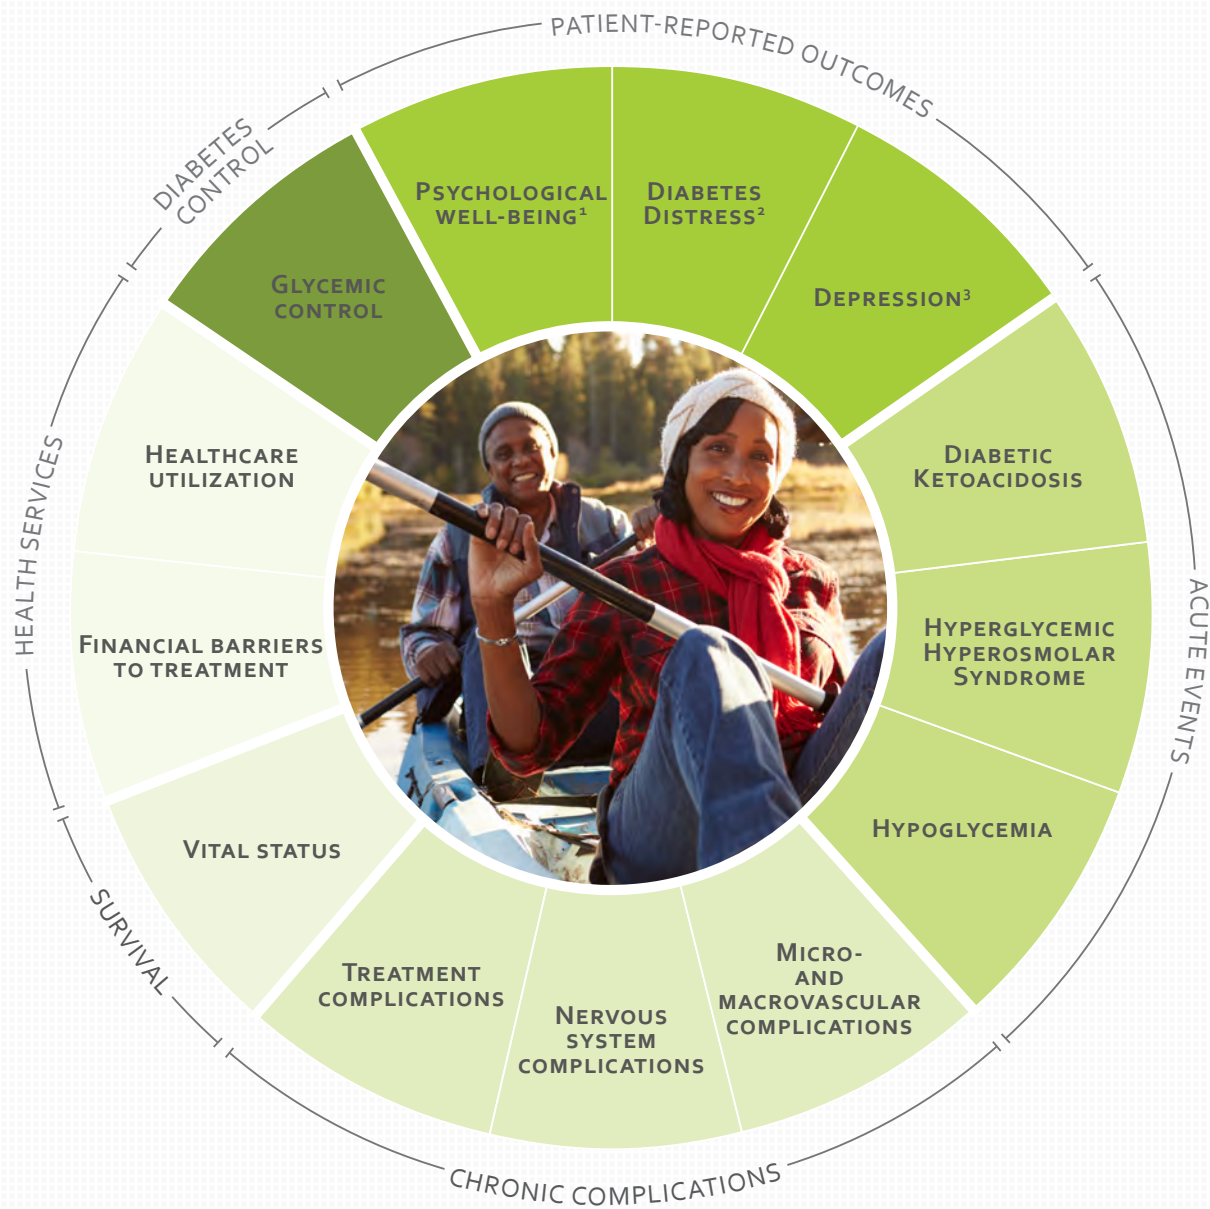 PATIENT-REPORTED OUTCOMES
PSYCHOLOGICAL
WELL-BEING¹
DIABETES
DISTRESS²
DEPRESSION³
ACUTE EVENTS
DIABETIC
KETOACIDOSIS
HYPERGLYCEMIC
HYPEROSMOLAR
SYNDROME
HYPOGLYCEMIA
CHRONIC COMPLICATIONS
MICRO-
AND
MACROVASCULAR
COMPLICATIONS
NERVOUS
SYSTEM
COMPLICATIONS
TREATMENT
COMPLICATIONS
SURVIVAL
VITAL STATUS
HEALTH SERVICES
FINANCIAL BARRIERS
TO TREATMENT
HEALTHCARE
UTILIZATION
DIABETES
CONTROL
GLYCEMIC
CONTROL